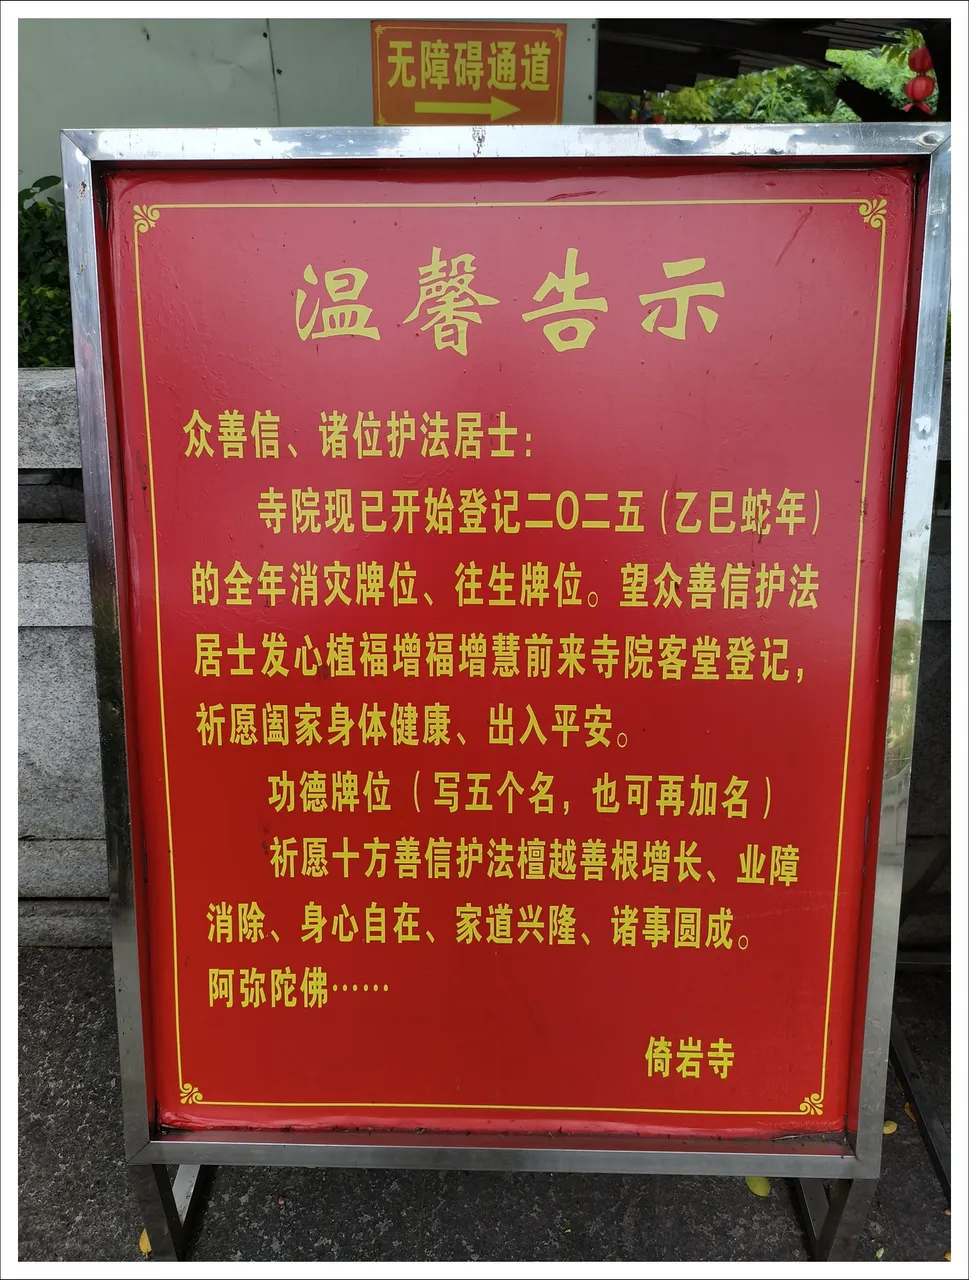 无障碍通道
温馨告示
众善信、诸位护法居士：
寺院现已开始登记二〇二五（乙巳蛇年）
的全年消灾牌位、往生牌位。望众善信护法
居士发心植福增福增慧前来寺院客堂登记，
祈愿阖家身体健康、出入平安。
功德牌位（写五个名，也可再加名）
祈愿十方善信护法檀越善根增长、业障
消除、身心自在、家道兴隆、诸事圆成。
阿弥陀佛……
倚岩寺